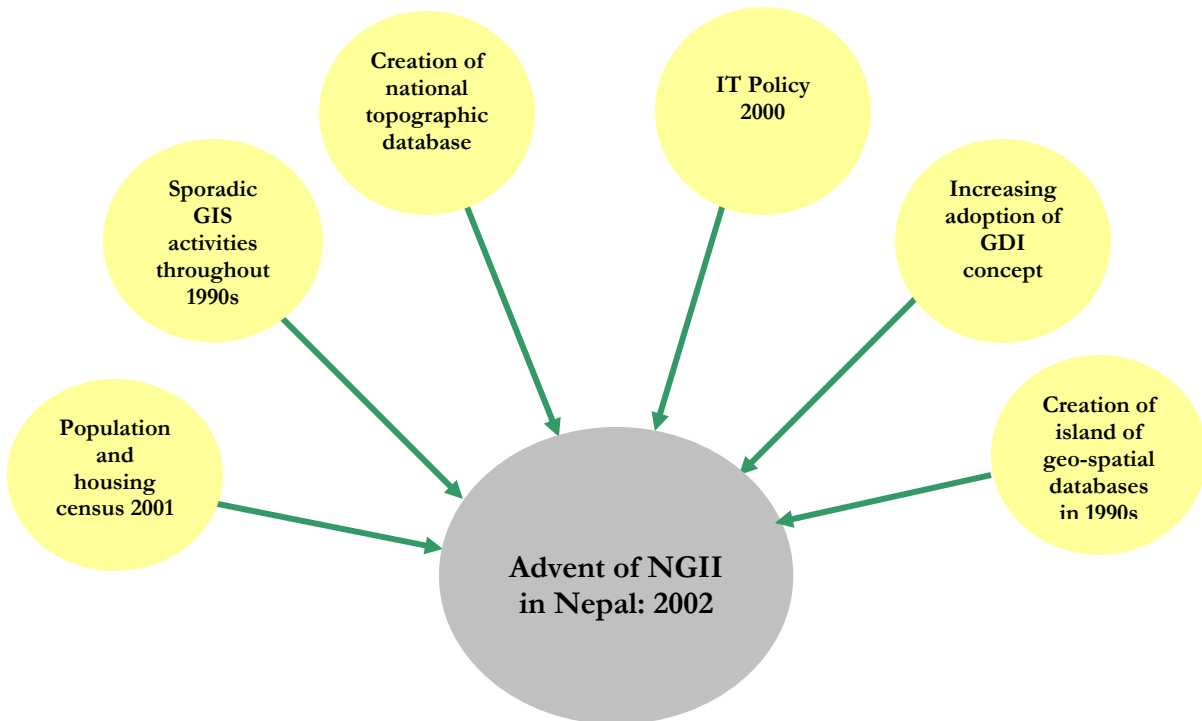 Creation of
national
topographic
database
IT Policy
2000
Sporadic
GIS
activities
throughout
1990s
Increasing
adoption of
GDI
concept
Population
and
housing
census 2001
Creation of
island of
geo-spatial
databases
in 1990s
Advent of NGII
in Nepal: 2002